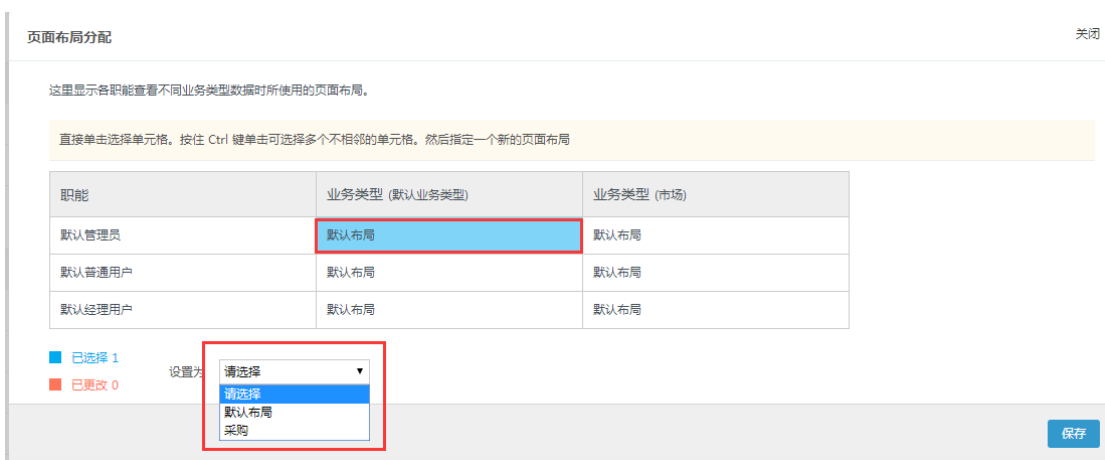 页面布局分配
关闭
这里显示各职能查看不同业务类型数据时所使用的页面布局。
直接单击选择单元格。按住 Ctrl 键单击可选择多个不相邻的单元格。然后指定一个新的页面布局
职能 业务类型 (默认业务类型) 业务类型 (市场)
默认管理员 默认布局 默认布局
默认普通用户 默认布局 默认布局
默认经理用户 默认布局 默认布局
已选择 1
已更改 0
设置为 请选择
请选择
默认布局
采购
保存